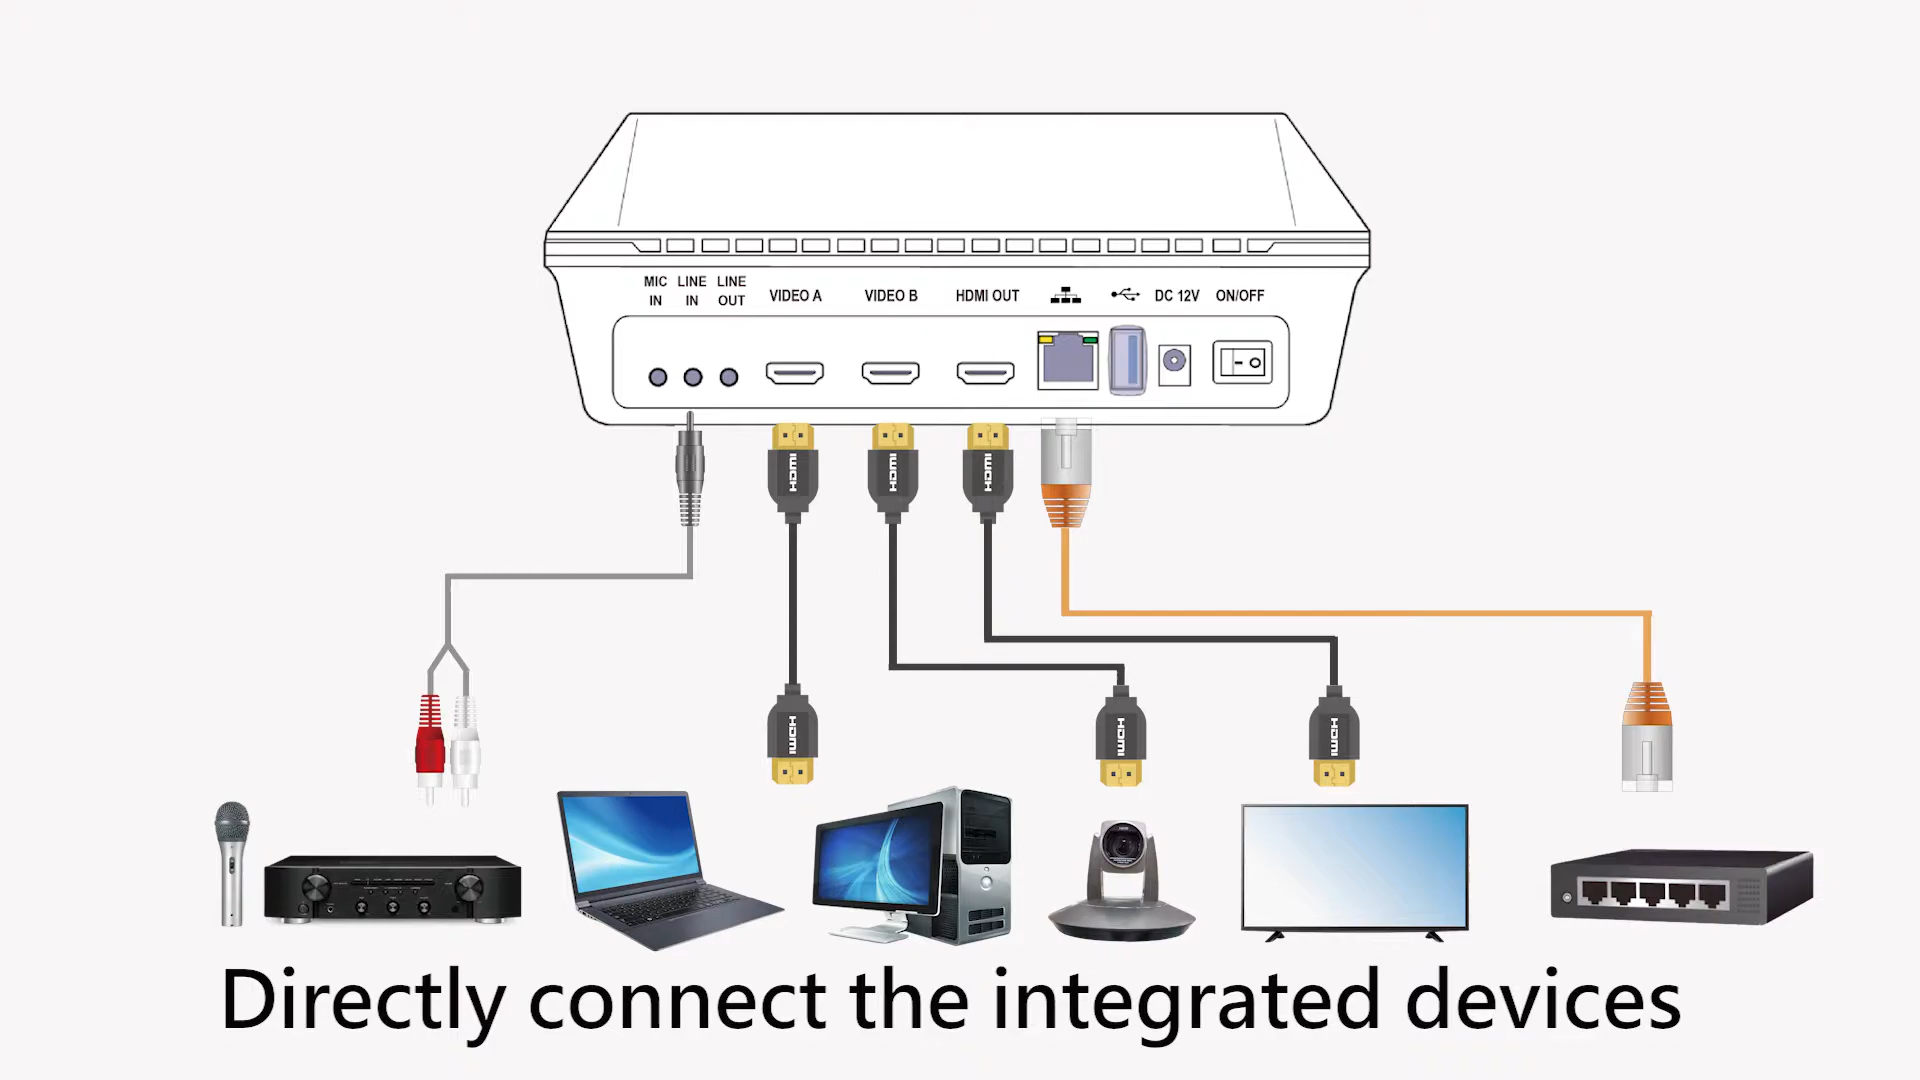 MIC LINE LINE
IN IN OUT
VIDEO A VIDEO B HDMI OUT DC 12V ON/OFF
HDMI HDMI HDMI
HDMI HDMI HDMI
Directly connect the integrated devices